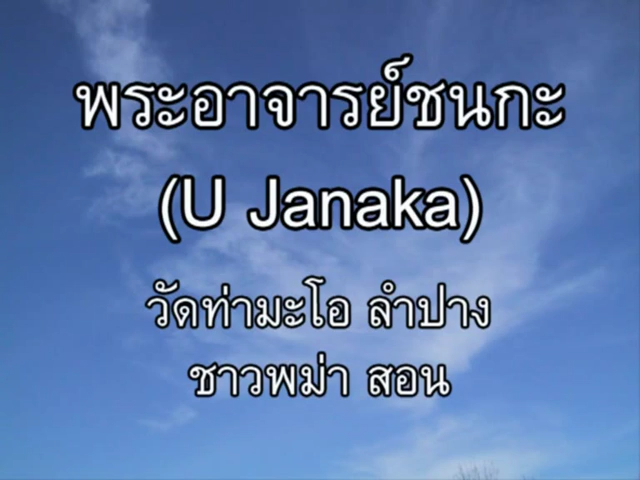 พระอาจารย์ชนกะ
(U Janaka)
วัดท่ามะโอ ลำปาง
ชาวพม่า สอน